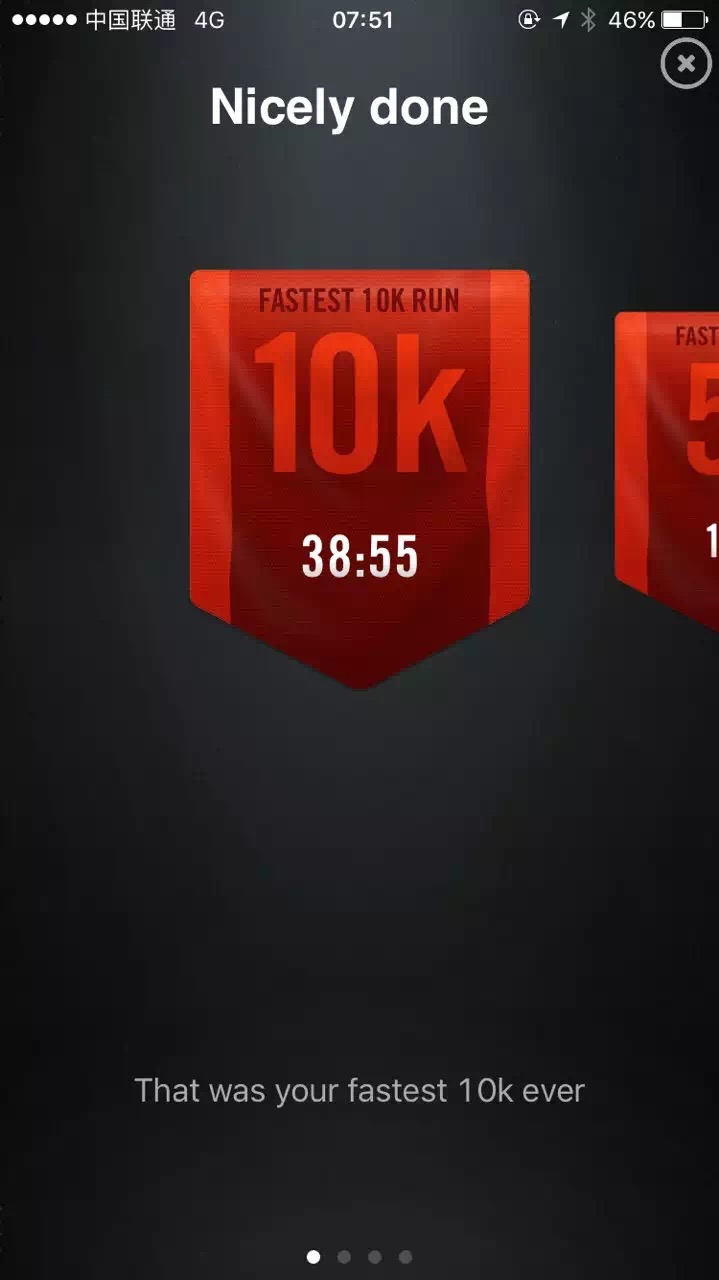 中国联通 4G 07:51 46%
Nicely done
FASTEST 10K RUN
10k
38:55
That was your fastest 10k ever